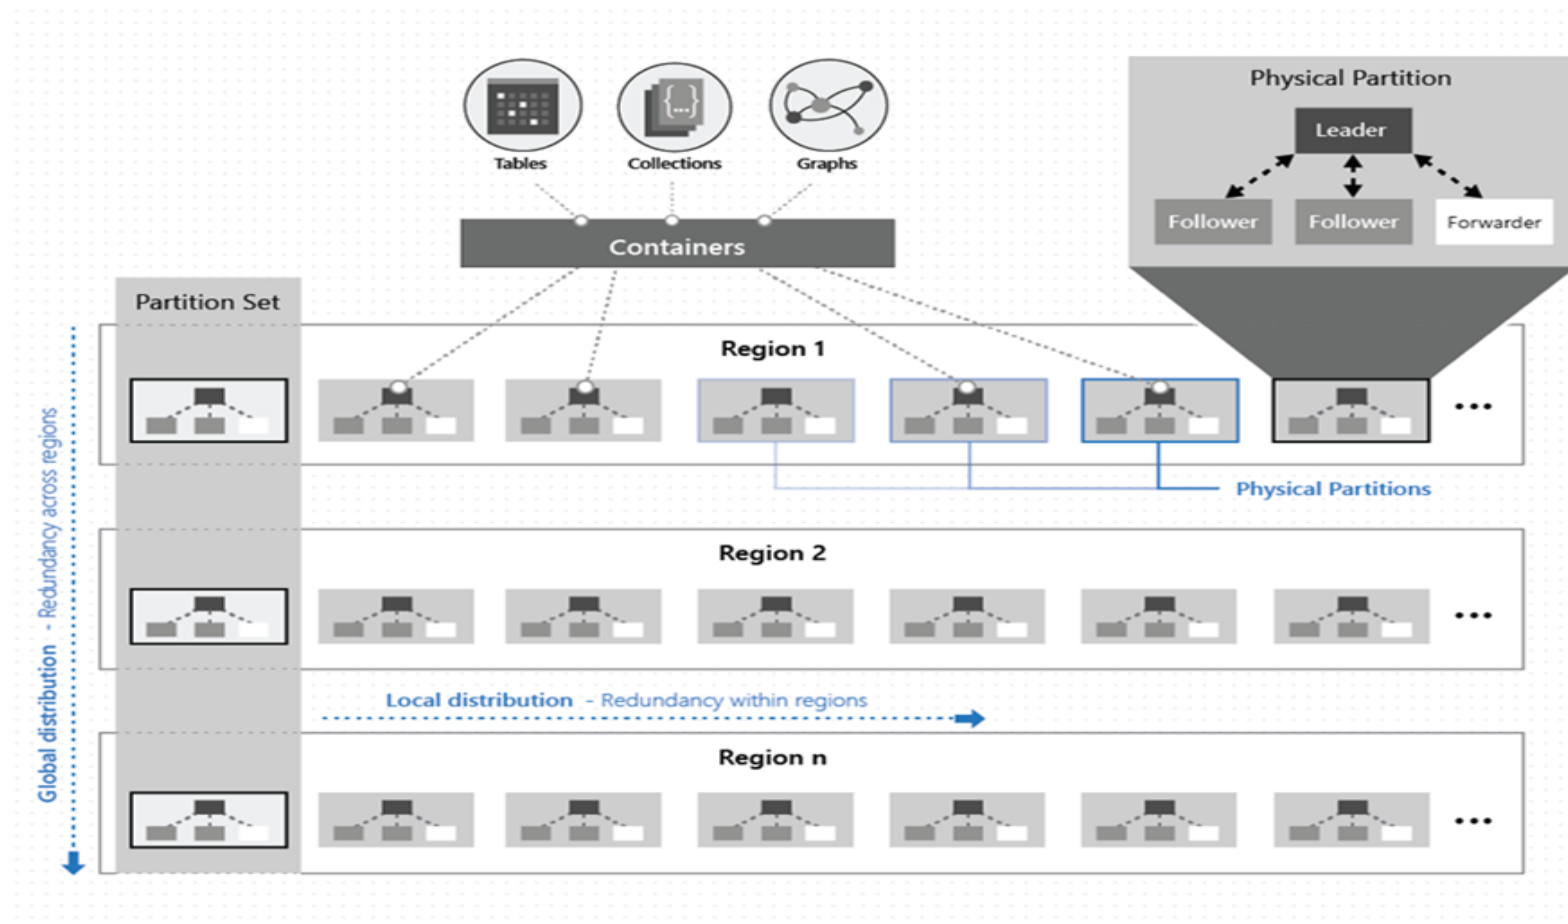 Physical Partition
Leader
Follower
Follower
Forwarder
{...}
Tables
Collections
Graphs
Containers
Partition Set
Region 1
...
Physical Partitions
Region 2
...
Local distribution - Redundancy within regions
Region n
...
Global distribution - Redundancy across regions